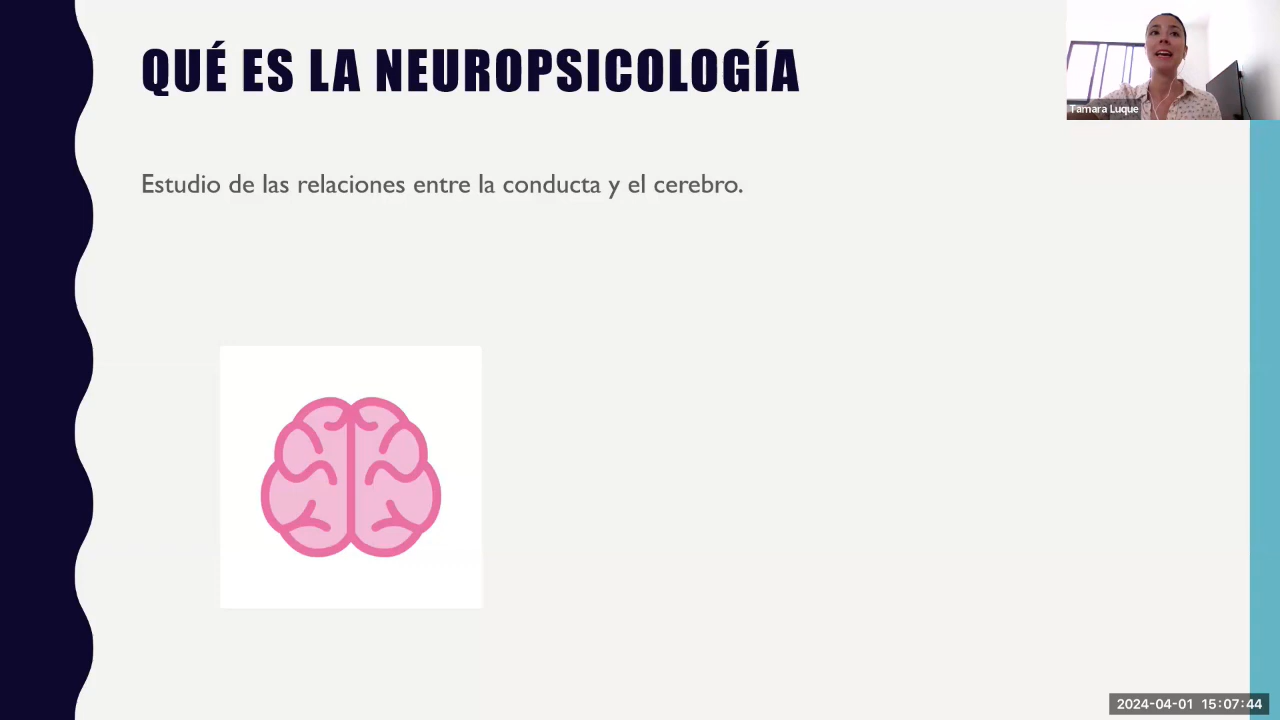 QUÉ ES LA NEUROPSICOLOGÍA
Tamara Luque
Estudio de las relaciones entre la conducta y el cerebro.
2024-04-01 15:07:44